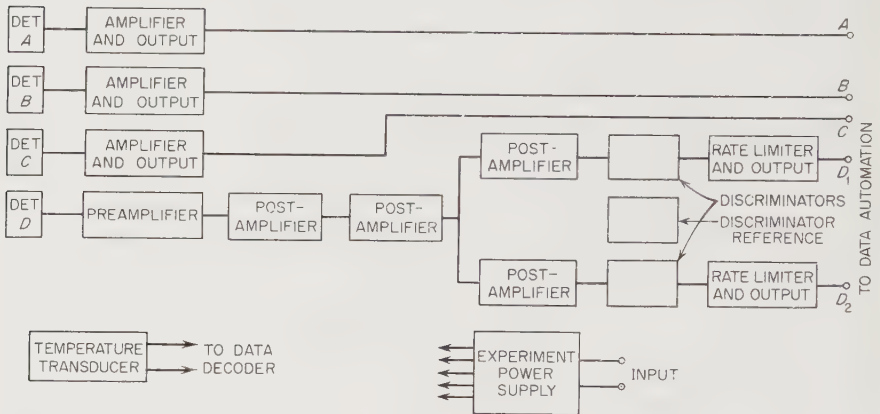 DET
A
AMPLIFIER
AND OUTPUT
A
DET
B
AMPLIFIER
AND OUTPUT
B
DET
C
AMPLIFIER
AND OUTPUT
C
DET
D
PREAMPLIFIER
POST-
AMPLIFIER
POST-
AMPLIFIER
POST-
AMPLIFIER
RATE LIMITER
AND OUTPUT
D1
DISCRIMINATORS
DISCRIMINATOR
REFERENCE
POST-
AMPLIFIER
RATE LIMITER
AND OUTPUT
D2
TO DATA AUTOMATION
TEMPERATURE
TRANSDUCER
TO DATA
DECODER
EXPERIMENT
POWER
SUPPLY
INPUT